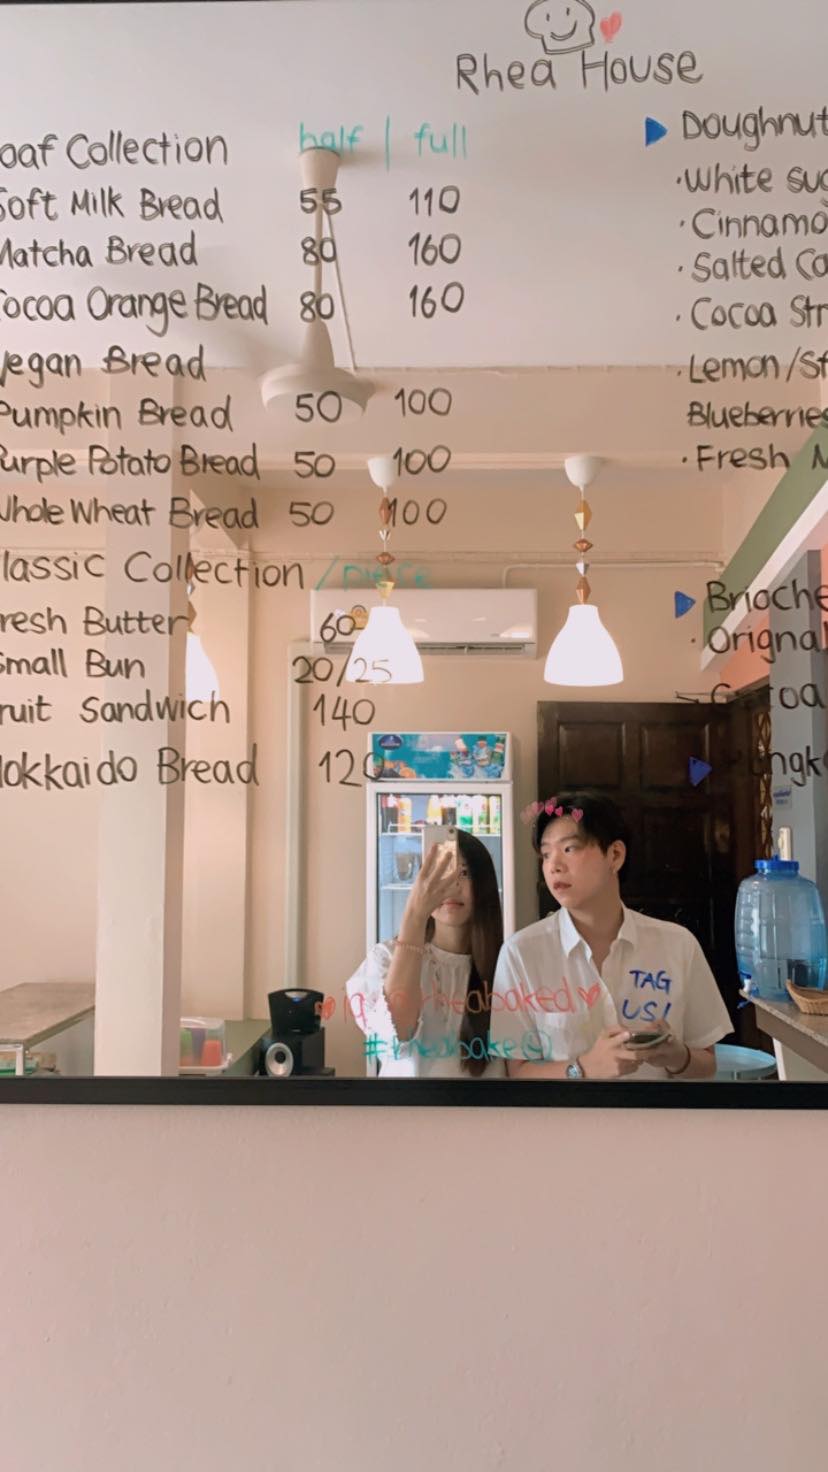 Rhea House
oaf Collection half | full
Soft Milk Bread 55 110
Matcha Bread 80 160
Cocoa Orange Bread 80 160
Vegan Bread
Pumpkin Bread 50 100
Purple Potato Bread 50 100
Whole Wheat Bread 50 100
lassic Collection /piece
resh Butter 60
Small Bun 20/25
ruit Sandwich 140
Hokkaido Bread 120
Doughnut
·White sug
·Cinnamo
·Salted Ca
·Cocoa Str
·Lemon/St
Blueberries
·Fresh M
Brioche
·Orignal
TAG
US!